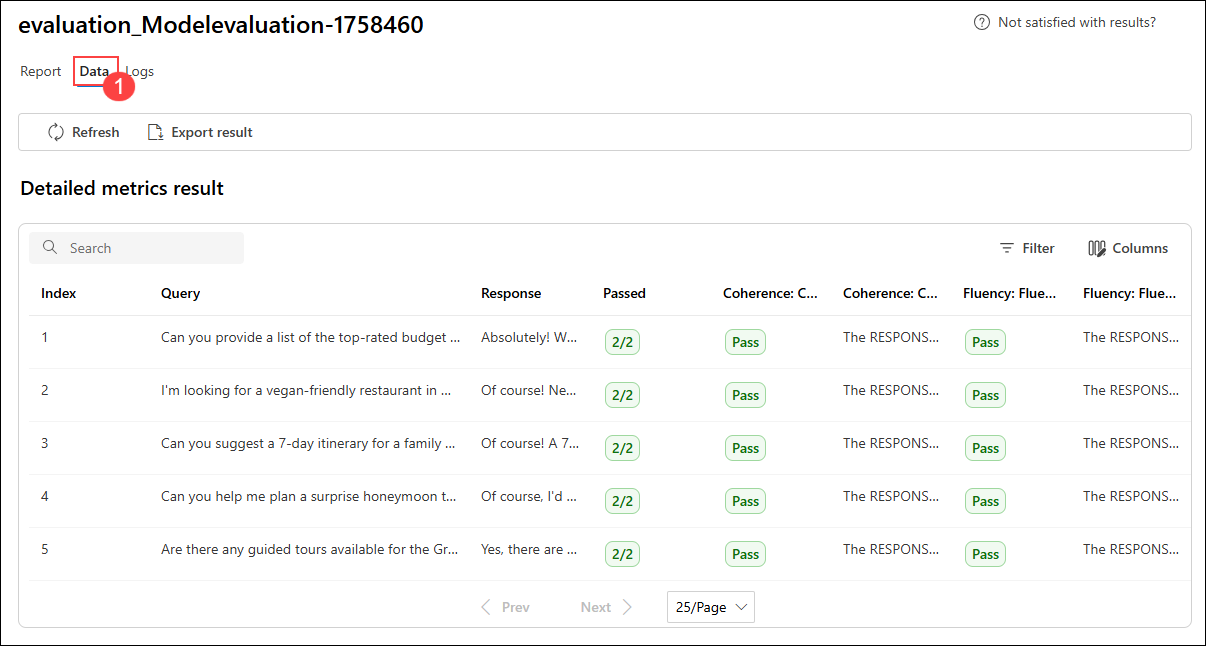 evaluation_Modelevaluation-1758460
Not satisfied with results?
Report Data Logs
1
Refresh Export result
Detailed metrics result
Search Filter Columns
Index Query Response Passed Coherence: C... Coherence: C... Fluency: Flue... Fluency: Flue...
1 Can you provide a list of the top-rated budget ... Absolutely! W... 2/2 Pass The RESPONS... Pass The RESPONS...
2 I'm looking for a vegan-friendly restaurant in ... Of course! Ne... 2/2 Pass The RESPONS... Pass The RESPONS...
3 Can you suggest a 7-day itinerary for a family ... Of course! A 7... 2/2 Pass The RESPONS... Pass The RESPONS...
4 Can you help me plan a surprise honeymoon t... Of course, I'd ... 2/2 Pass The RESPONS... Pass The RESPONS...
5 Are there any guided tours available for the Gr... Yes, there are ... 2/2 Pass The RESPONS... Pass The RESPONS...
Prev Next 25/Page